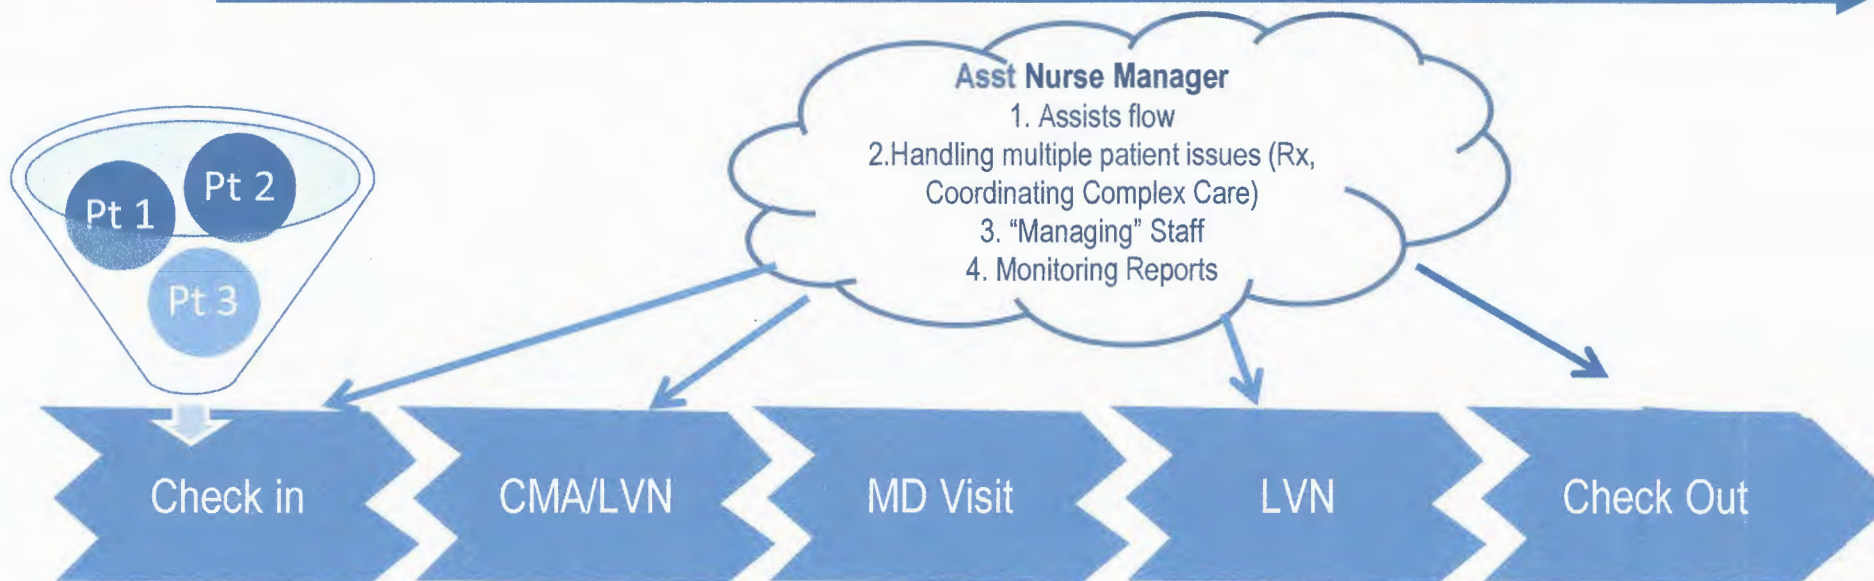 Asst Nurse Manager
1. Assists flow
2.Handling multiple patient issues (Rx,
Coordinating Complex Care)
3. “Managing” Staff
4. Monitoring Reports
Pt 1
Pt 2
Pt 3
Check in
CMA/LVN
MD Visit
LVN
Check Out